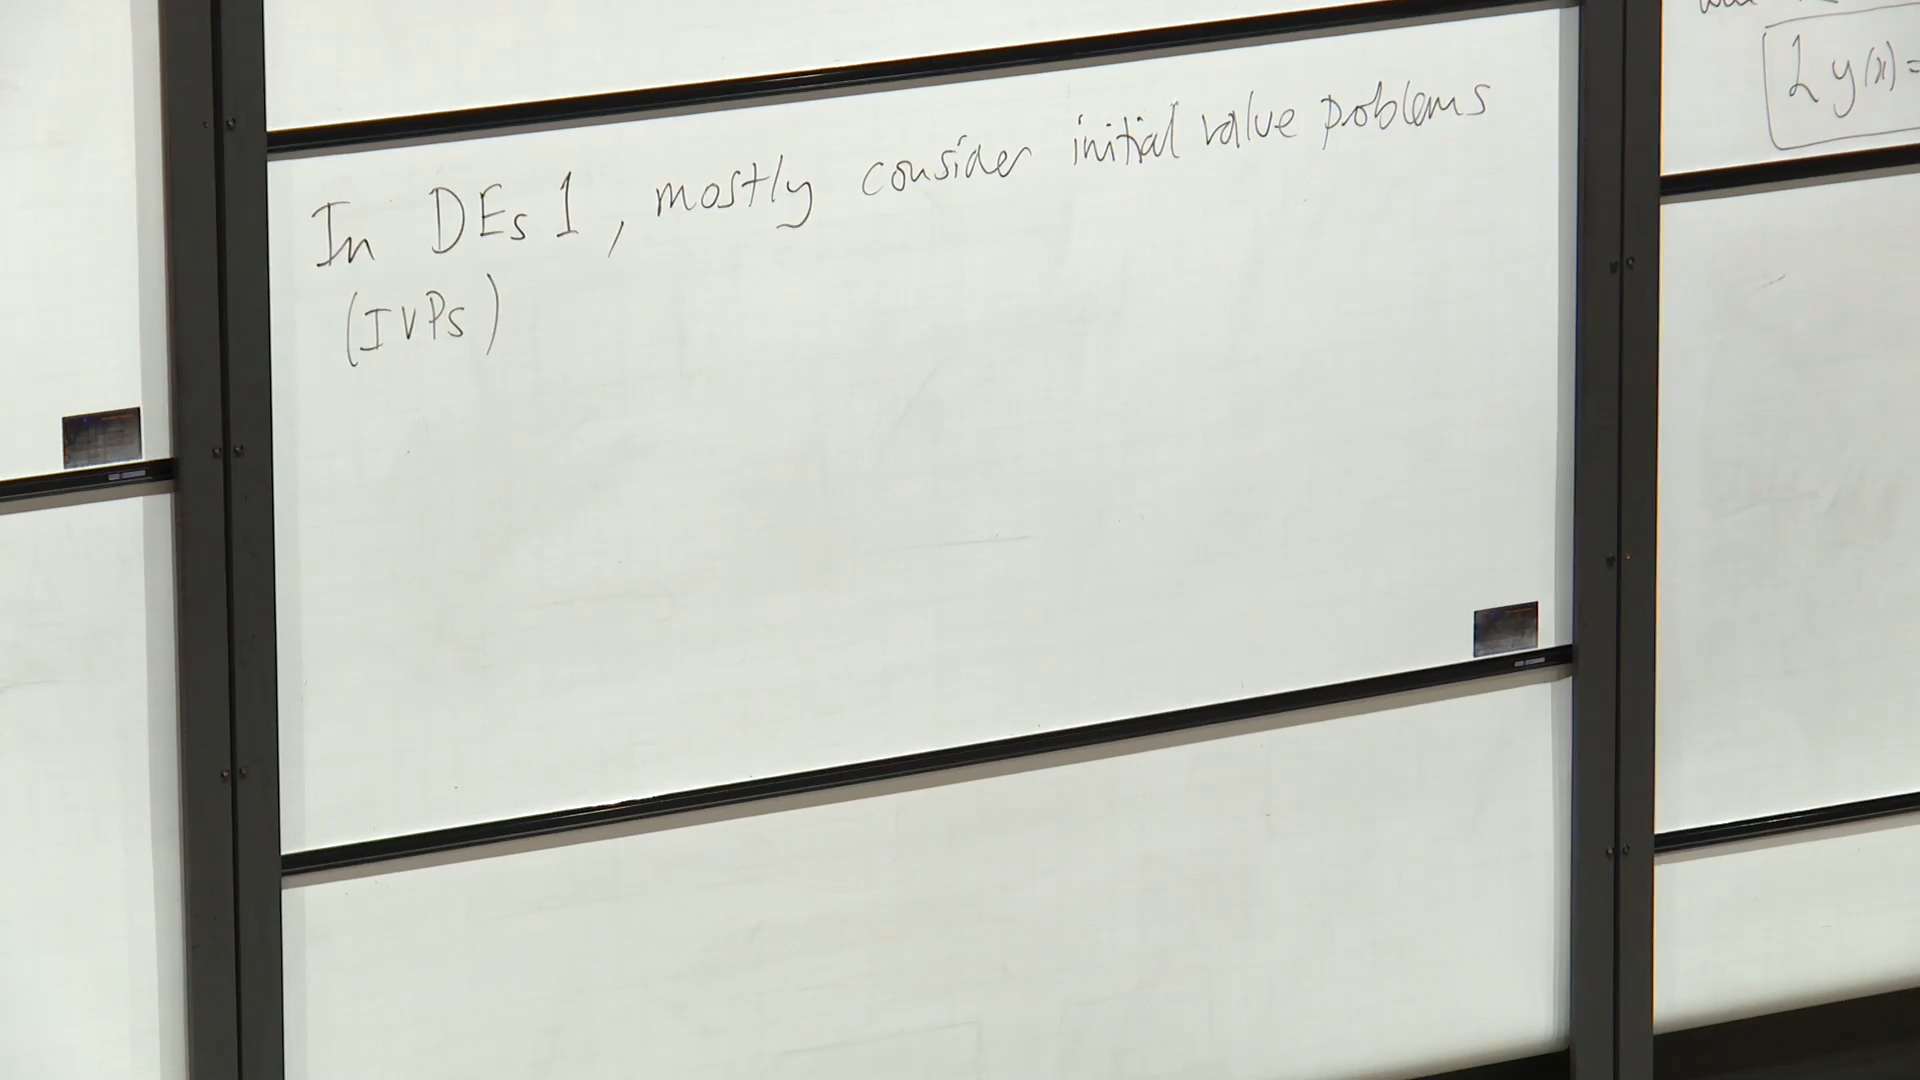 In DEs 1, mostly consider initial value problems
(IVPs)
L y(x) =